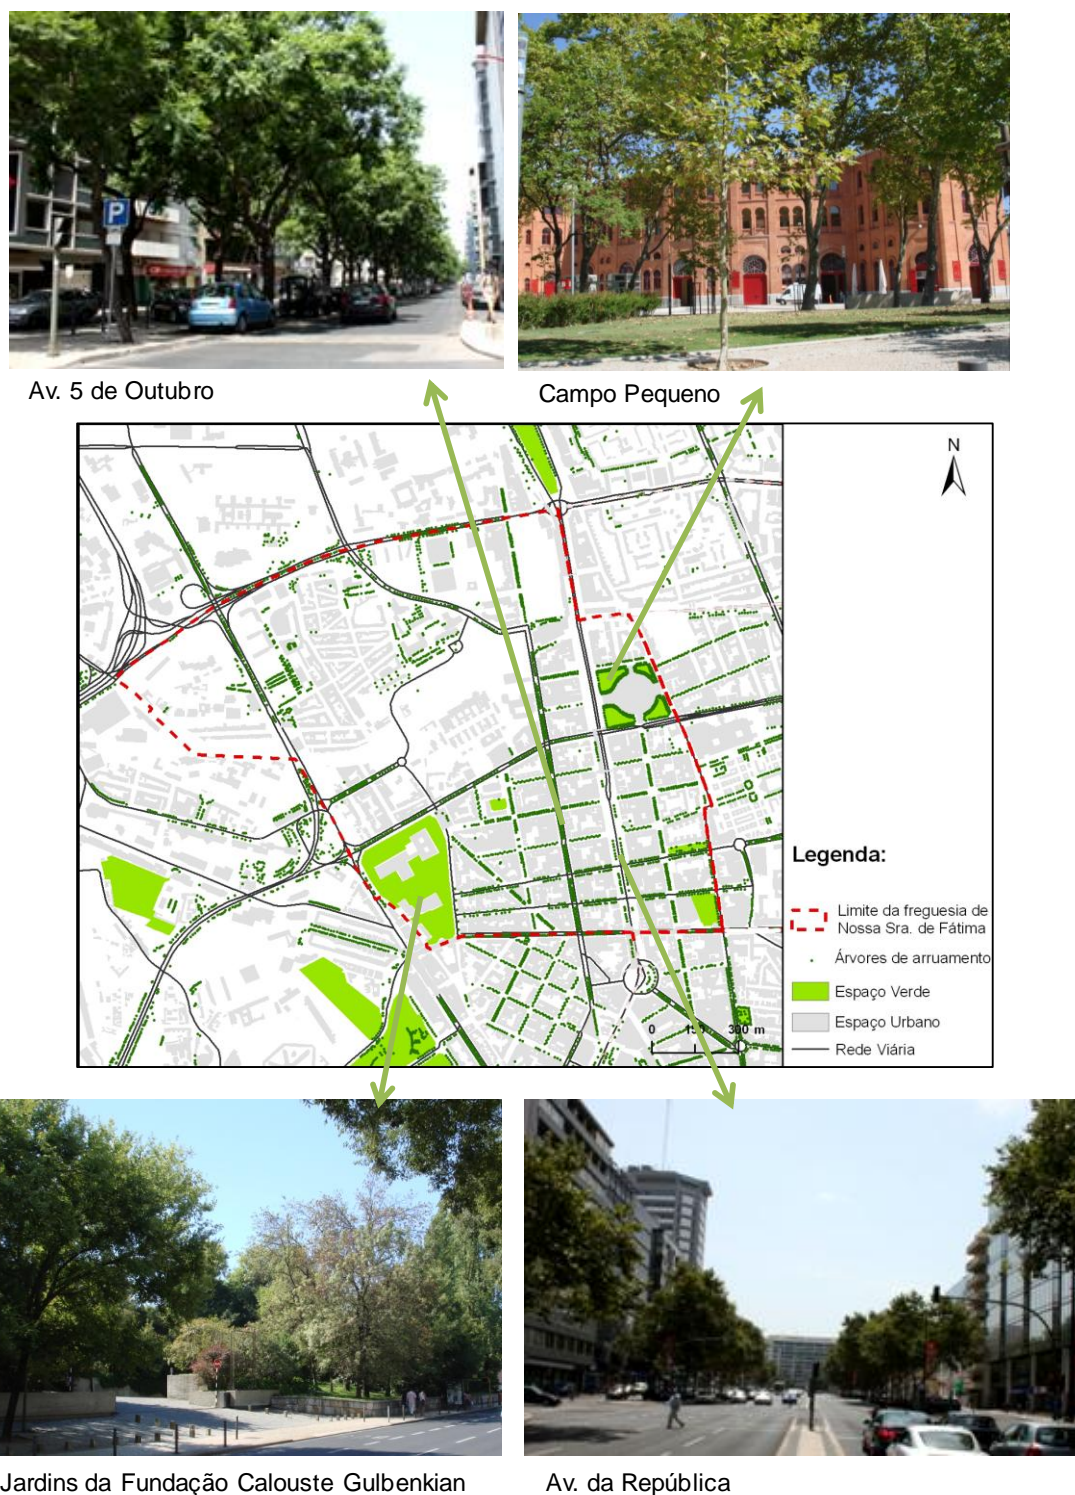 P
Av. 5 de Outubro
Campo Pequeno
N
Legenda:
Limite da freguesia de
Nossa Sra. de Fátima
Árvores de arruamento
Espaço Verde
Espaço Urbano
Rede Viária
0 150 300 m
Jardins da Fundação Calouste Gulbenkian
Av. da República